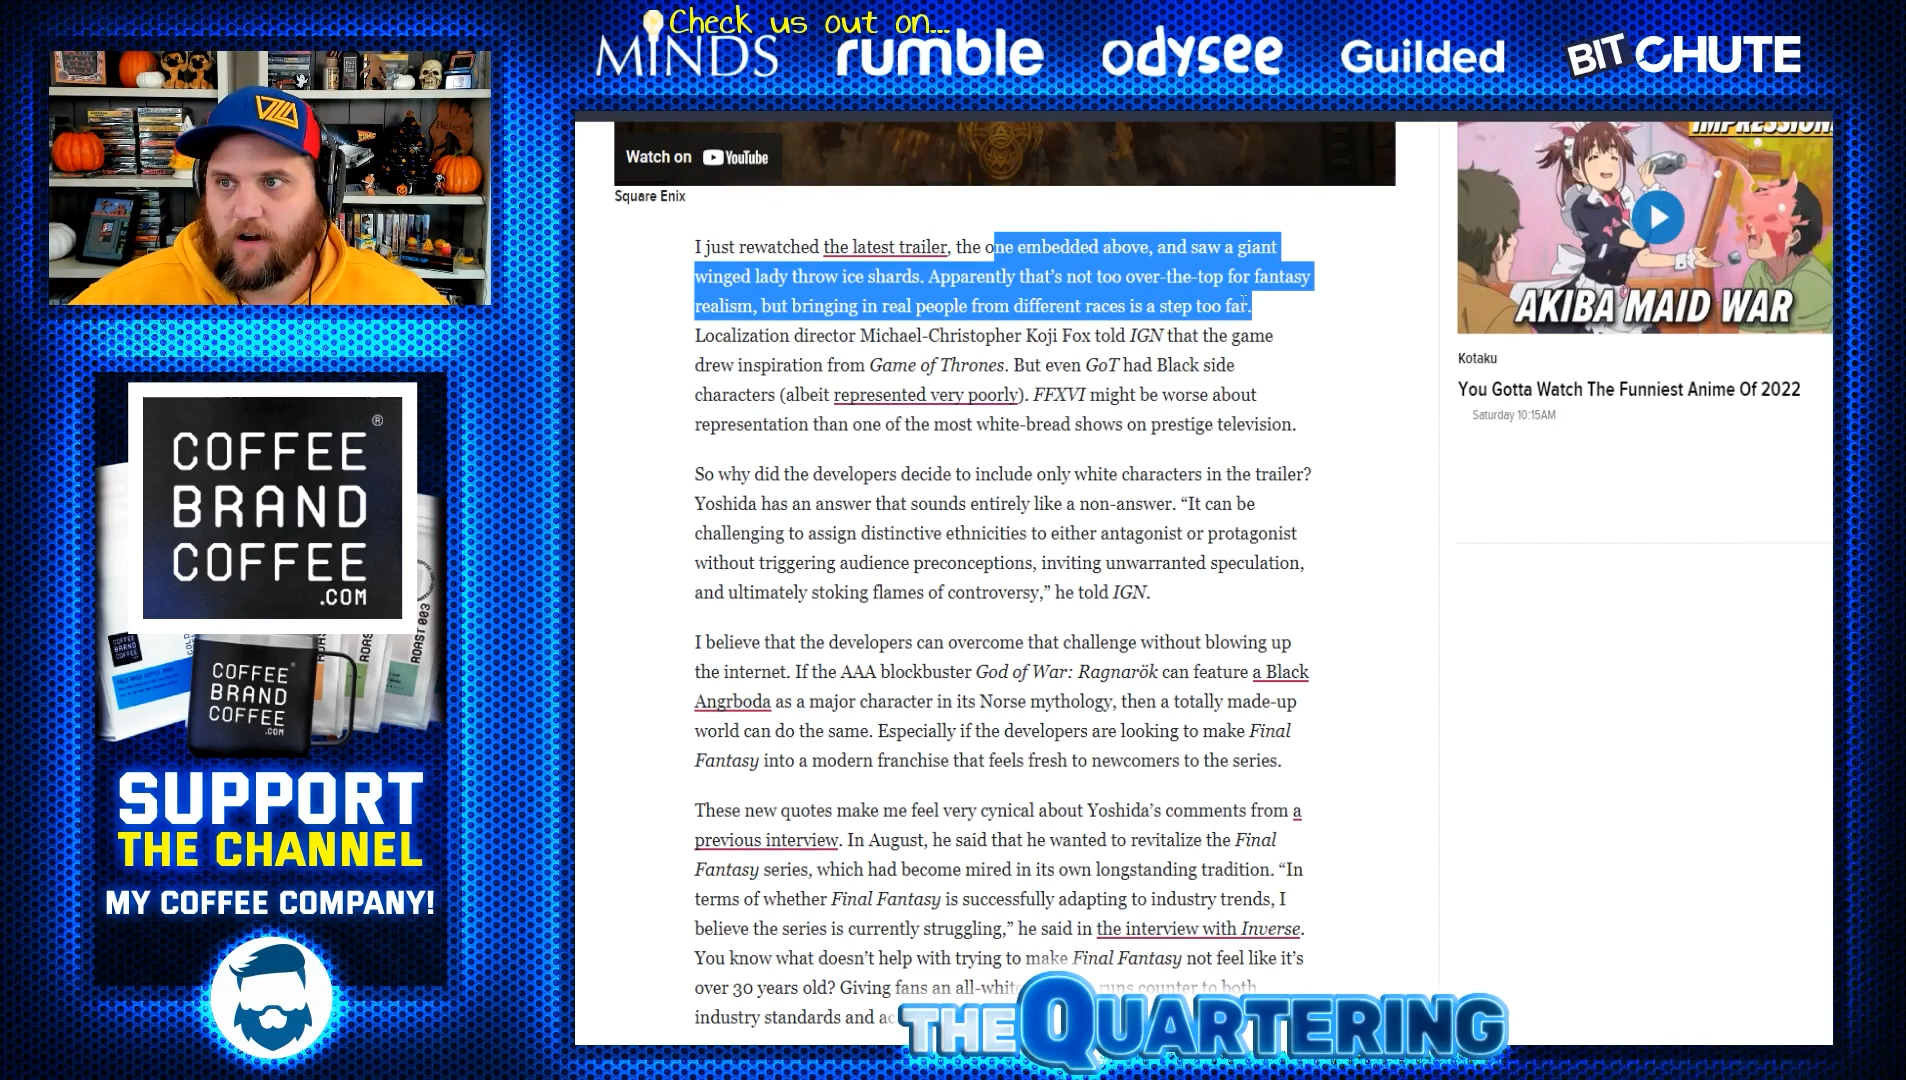 Check us out on...
MINDS
rumble
odysee
Guilded
BIT CHUTE
Watch on YouTube
Square Enix
I just rewatched the latest trailer, the one embedded above, and saw a giant
winged lady throw ice shards. Apparently that's not too over-the-top for fantasy
realism, but bringing in real people from different races is a step too far.
Localization director Michael-Christopher Koji Fox told IGN that the game
drew inspiration from Game of Thrones. But even GoT had Black side
characters (albeit represented very poorly). FFXVI might be worse about
representation than one of the most white-bread shows on prestige television.
So why did the developers decide to include only white characters in the trailer?
Yoshida has an answer that sounds entirely like a non-answer. “It can be
challenging to assign distinctive ethnicities to either antagonist or protagonist
without triggering audience preconceptions, inviting unwarranted speculation,
and ultimately stoking flames of controversy,” he told IGN.
I believe that the developers can overcome that challenge without blowing up
the internet. If the AAA blockbuster God of War: Ragnarök can feature a Black
Angrboda as a major character in its Norse mythology, then a totally made-up
world can do the same. Especially if the developers are looking to make Final
Fantasy into a modern franchise that feels fresh to newcomers to the series.
These new quotes make me feel very cynical about Yoshida's comments from a
previous interview. In August, he said that he wanted to revitalize the Final
Fantasy series, which had become mired in its own longstanding tradition. “In
terms of whether Final Fantasy is successfully adapting to industry trends, I
believe the series is currently struggling,” he said in the interview with Inverse.
You know what doesn't help with trying to make Final Fantasy not feel like it's
over 30 years old? Giving fans an all-white runs counter to both
industry standards and
IMPRESSION
AKIBA MAID WAR
Kotaku
You Gotta Watch The Funniest Anime Of 2022
Saturday 10:15AM
COFFEE ®
BRAND
COFFEE
.COM
ROAST 003
COFFEE
BRAND
COFFEE
.COM
SUPPORT
THE CHANNEL
MY COFFEE COMPANY!
THE QUARTERING